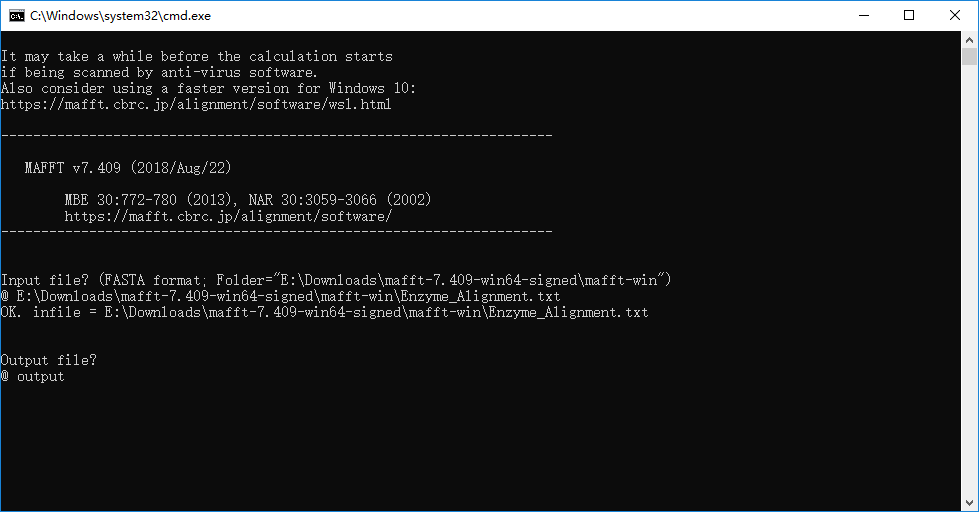 C:\Windows\system32\cmd.exe
It may take a while before the calculation starts
if being scanned by anti-virus software.
Also consider using a faster version for Windows 10:
https://mafft.cbrc.jp/alignment/software/wsl.html
---------------------------------------------------------------------
MAFFT v7.409 (2018/Aug/22)
MBE 30:772-780 (2013), NAR 30:3059-3066 (2002)
https://mafft.cbrc.jp/alignment/software/
---------------------------------------------------------------------
Input file? (FASTA format; Folder="E:\Downloads\mafft-7.409-win64-signed\mafft-win")
@ E:\Downloads\mafft-7.409-win64-signed\mafft-win\Enzyme_Alignment.txt
OK. infile = E:\Downloads\mafft-7.409-win64-signed\mafft-win\Enzyme_Alignment.txt
Output file?
@ output